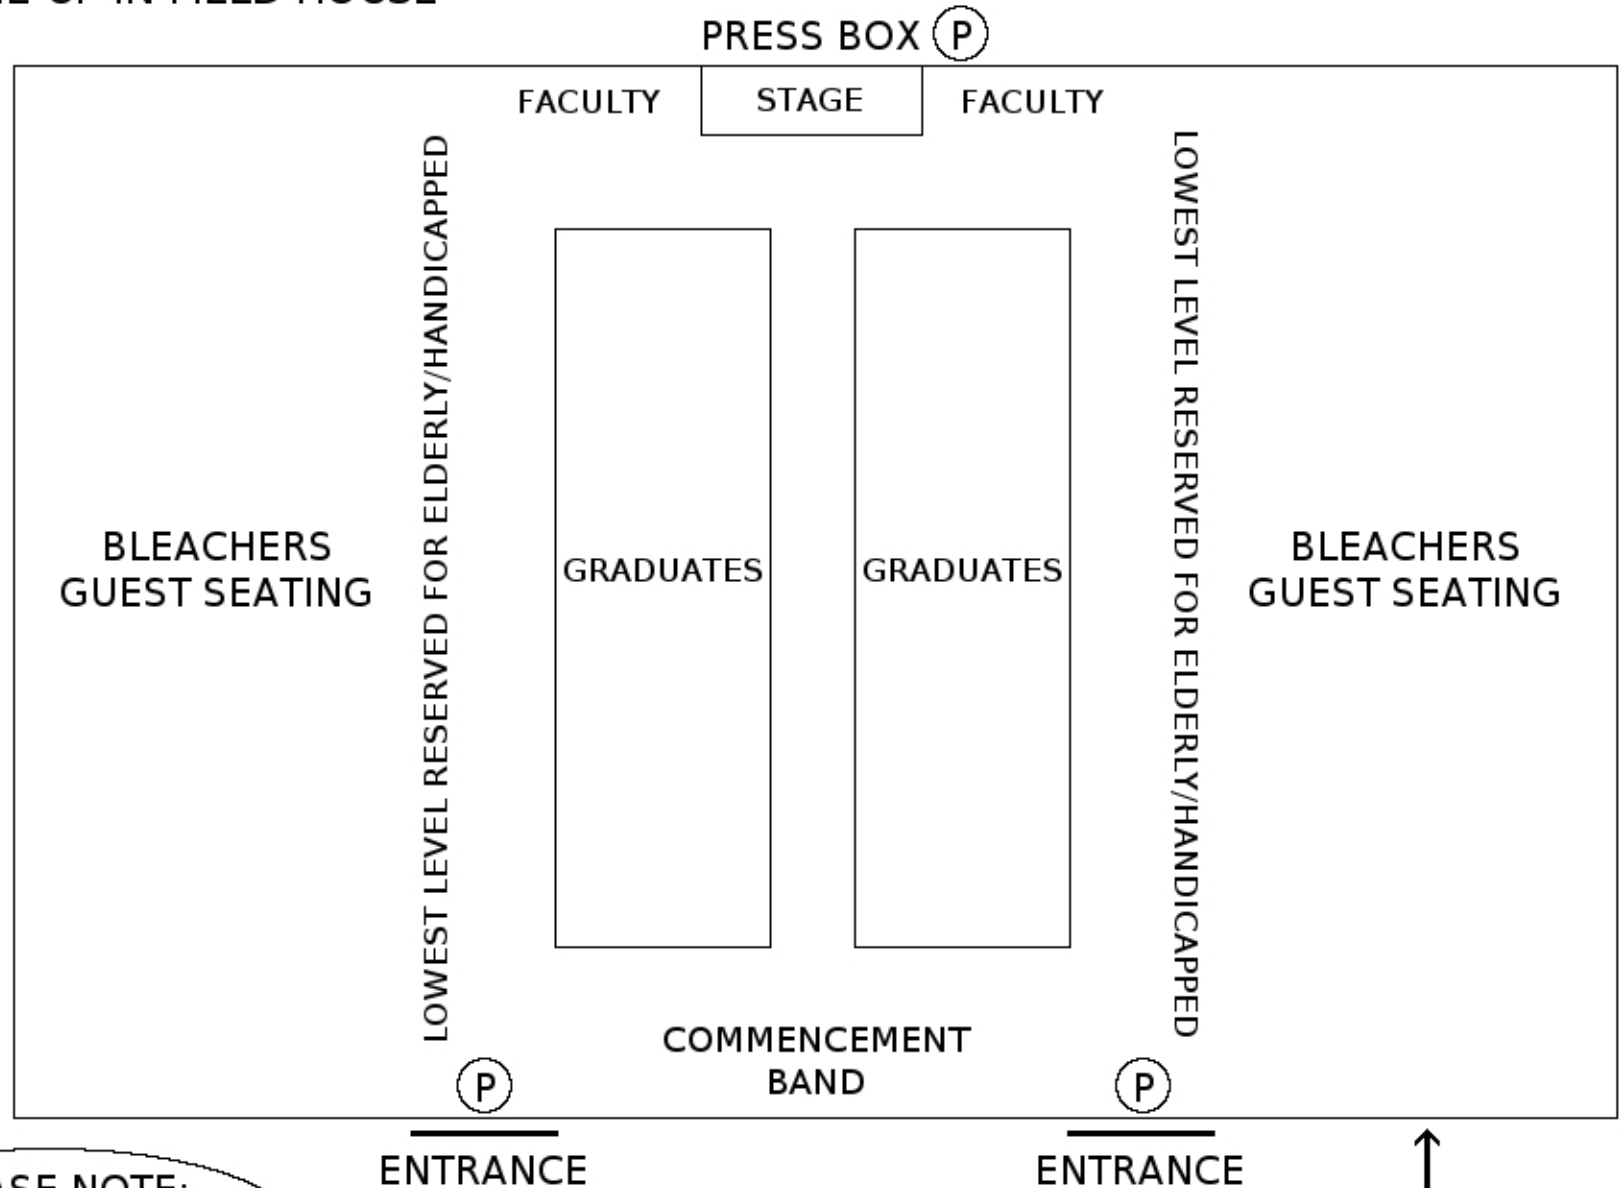 PRESS BOX P
FACULTY
STAGE
FACULTY
LOWEST LEVEL RESERVED FOR ELDERLY/HANDICAPPED
LOWEST LEVEL RESERVED FOR ELDERLY/HANDICAPPED
BLEACHERS
GUEST SEATING
GRADUATES
GRADUATES
BLEACHERS
GUEST SEATING
COMMENCEMENT
BAND
P
P
ENTRANCE
ENTRANCE
NOTE: